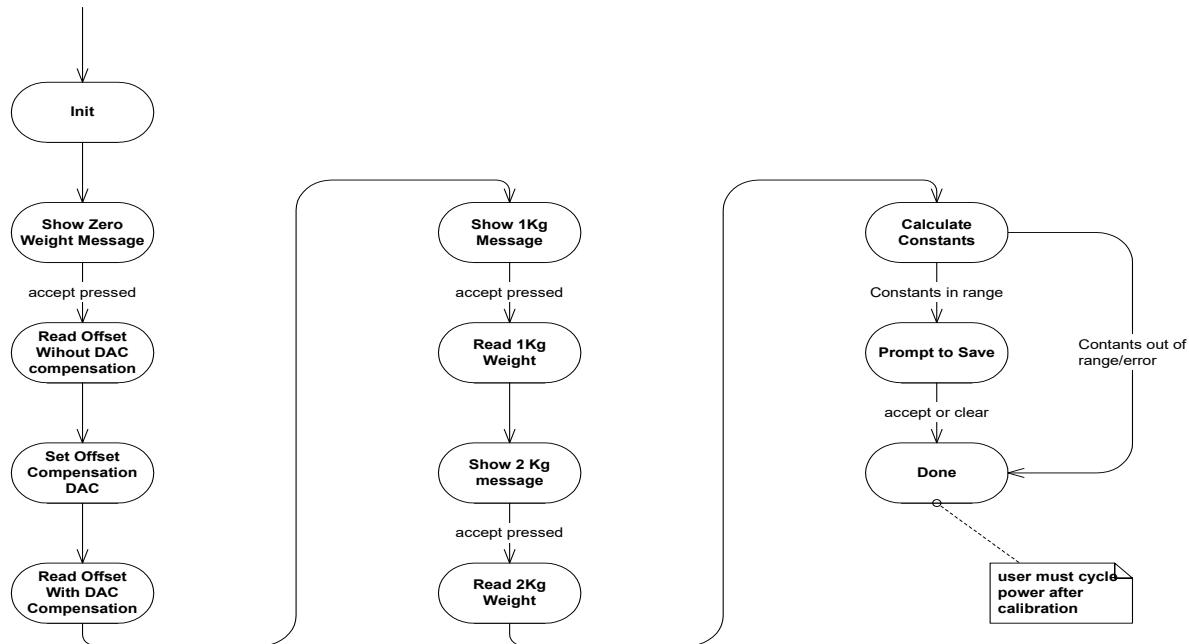 Init
Show Zero
Weight Message
accept pressed
Read Offset
Wihout DAC
compensation
Set Offset
Compensation
DAC
Read Offset
With DAC
Compensation
Show 1Kg
Message
accept pressed
Read 1Kg
Weight
Show 2 Kg
message
accept pressed
Read 2Kg
Weight
Calculate
Constants
Constants in range
Prompt to Save
accept or clear
Done
Contants out of
range/error
user must cycle
power after
calibration